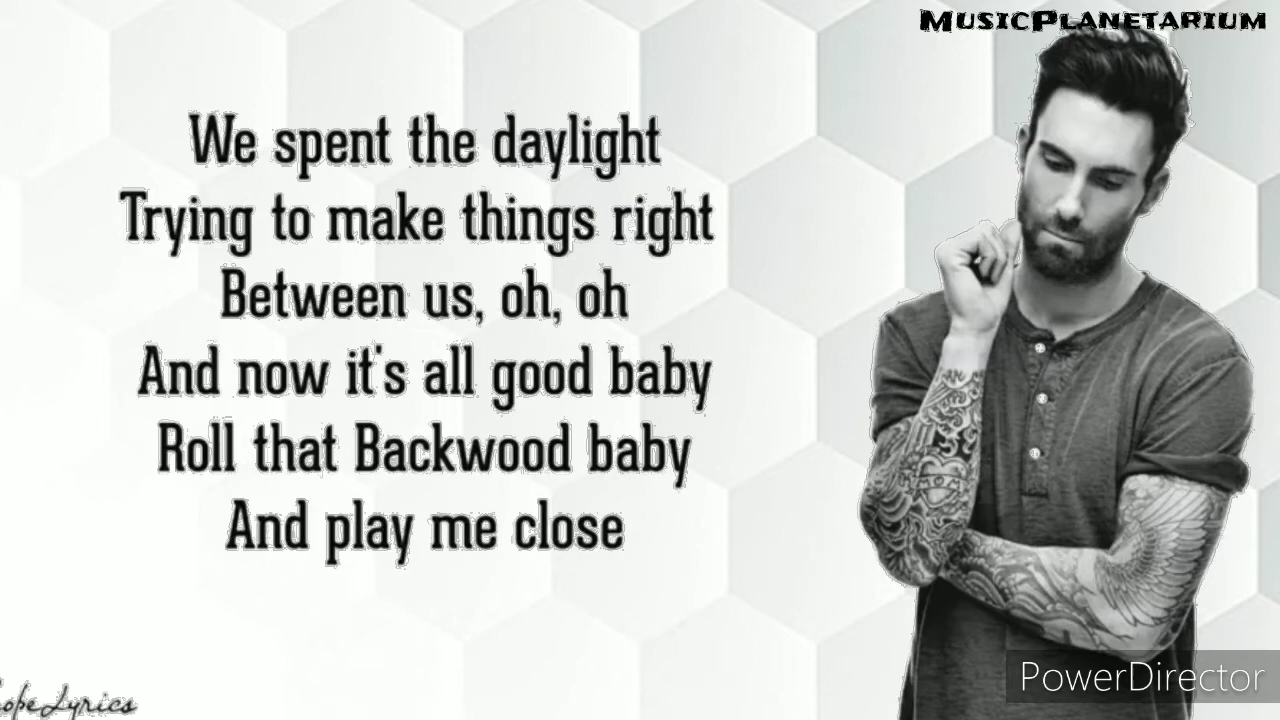 MUSICPLANETARIUM
We spent the daylight
Trying to make things right
Between us, oh, oh
And now it's all good baby
Roll that Backwood baby
And play me close
PowerDirector
Lyrics